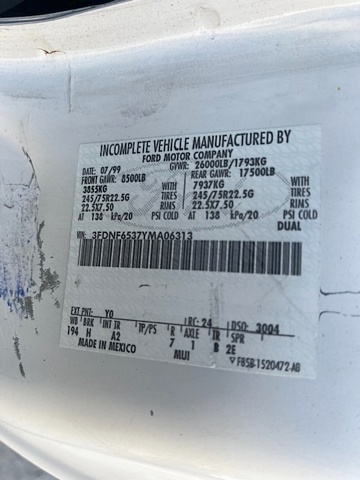 INCOMPLETE VEHICLE MANUFACTURED BY
FORD MOTOR COMPANY
DATE: 07/99 GVWR: 26000LB/1793KG
FRONT GAWR: 8500LB REAR GAWR: 17500LB
3855KG WITH 7937KG WITH
245/75R22.5G TIRES 245/75R22.5G TIRES
22.5X7.50 RIMS 22.5X7.50 RIMS
AT 138 kPa/20 PSI COLD AT 138 kPa/20 PSI COLD
DUAL
VIN: 3FDNF6537YMA06313
EXT PNT: YO RC: 24 DSO: 3004
WB BRK INT TR TP/PS R AXLE TR SPR
194 H A2 7 1 B 2E
MADE IN MEXICO MUI
F85B-1520472-AB